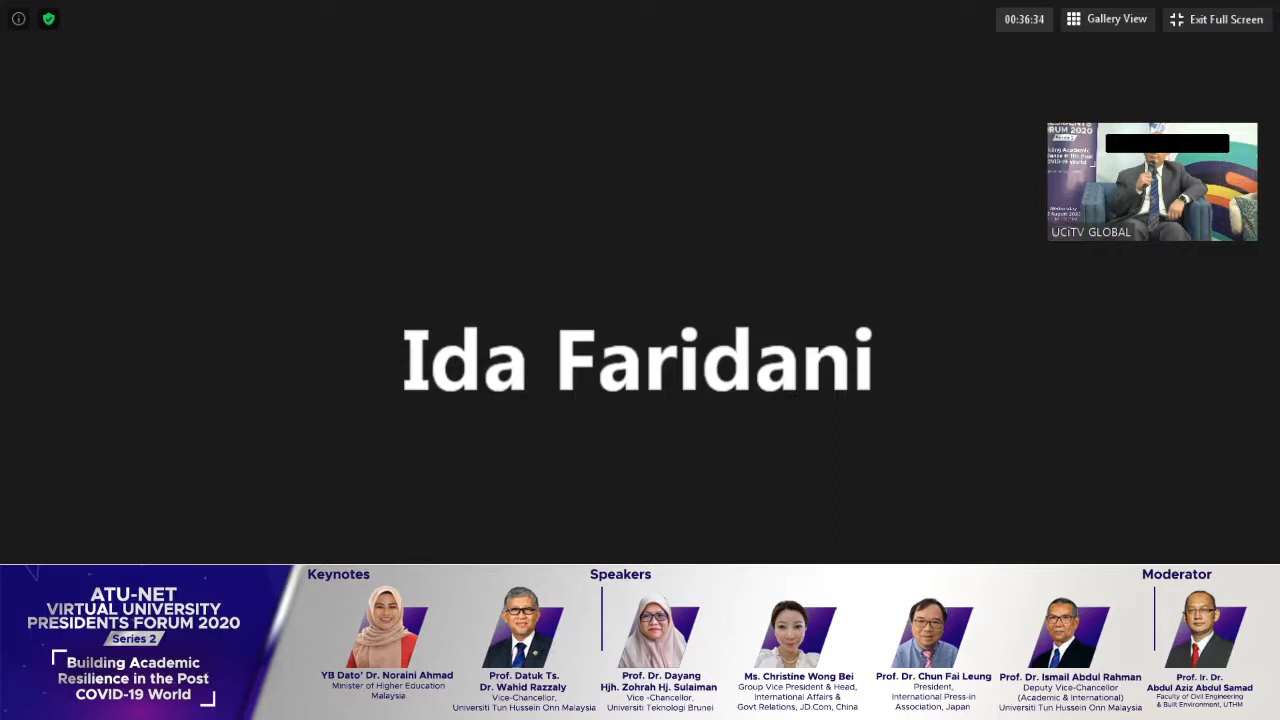 00:36:34
Gallery View
Exit Full Screen
RUM 2020
COVID-19 World
Wednesday
UCiTV GLOBAL
Ida Faridani
ATU-NET
VIRTUAL UNIVERSITY
PRESIDENTS FORUM 2020
Series 2
Building Academic
Resilience in the Post
COVID-19 World
Keynotes
YB Dato' Dr. Noraini Ahmad
Minister of Higher Education
Malaysia
Prof. Datuk Ts.
Dr. Wahid Razzaly
Vice-Chancellor,
Universiti Tun Hussein Onn Malaysia
Speakers
Prof. Dr. Dayang
Hjh. Zohrah Hj. Sulaiman
Vice -Chancellor,
Universiti Teknologi Brunei
Ms. Christine Wong Bei
Group Vice President & Head,
International Affairs &
Govt Relations, JD.Com, China
Prof. Dr. Chun Fai Leung
President,
International Press-in
Association, Japan
Prof. Dr. Ismail Abdul Rahman
Deputy Vice-Chancellor
(Academic & International)
Universiti Tun Hussein Onn Malaysia
Moderator
Prof. Ir. Dr.
Abdul Aziz Abdul Samad
Faculty of Civil Engineering
& Built Environment, UTHM